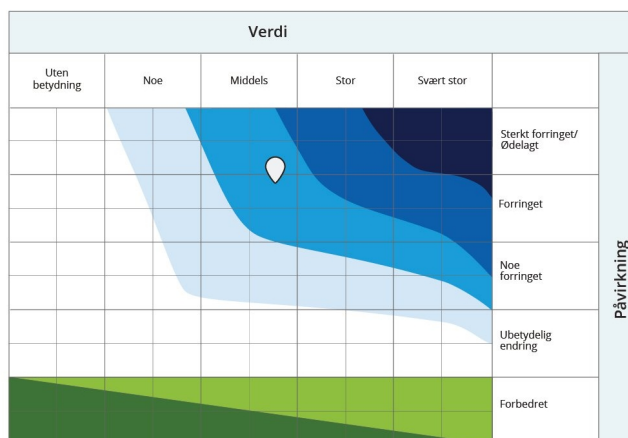 Verdi
Uten
betydning
Noe
Middels
Stor
Svært stor
Sterkt forringet/
Ødelagt
Forringet
Noe
forringet
Ubetydelig
endring
Forbedret
Påvirkning